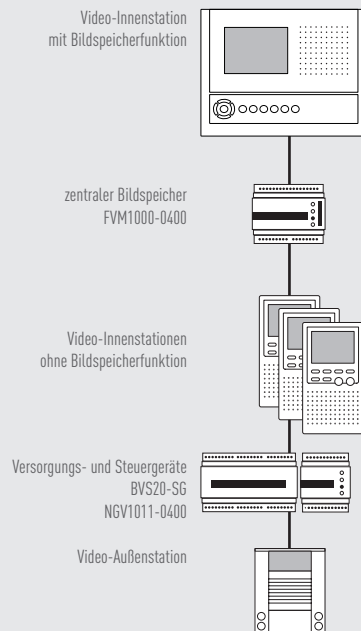 Video-Innenstation
mit Bildspeicherfunktion
zentraler Bildspeicher
FVM1000-0400
Video-Innenstationen
ohne Bildspeicherfunktion
Versorgungs- und Steuergeräte
BVS20-SG
NGV1011-0400
Video-Außenstation